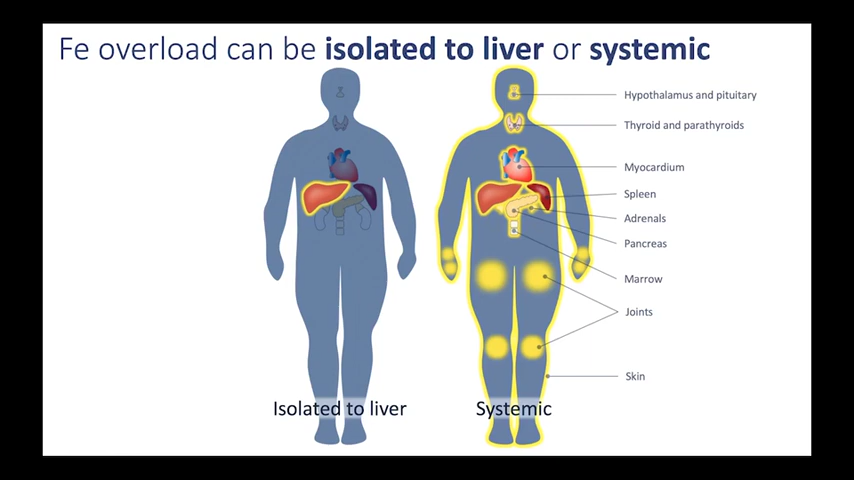 Fe overload can be isolated to liver or systemic
Hypothalamus and pituitary
Thyroid and parathyroids
Myocardium
Spleen
Adrenals
Pancreas
Marrow
Joints
Skin
Isolated to liver
Systemic